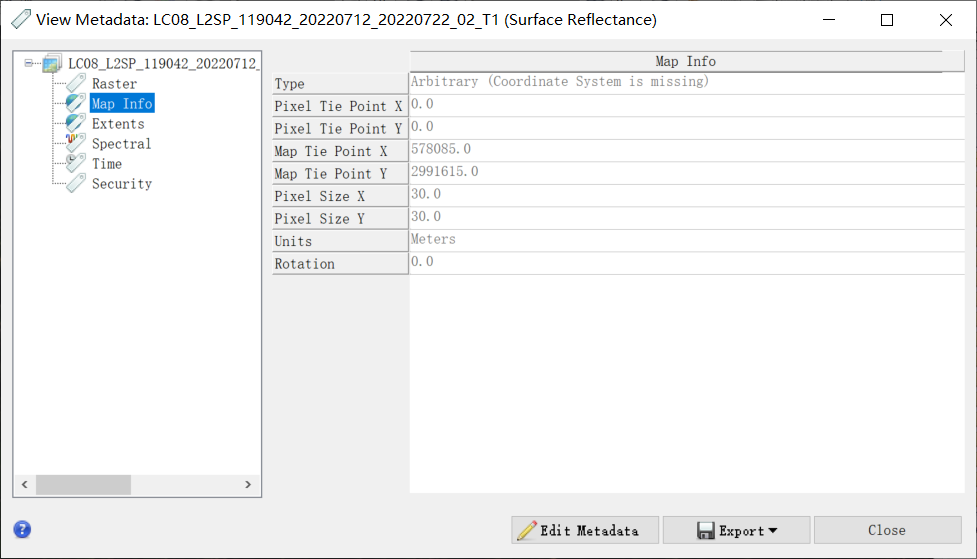 View Metadata: LC08_L2SP_119042_20220712_20220722_02_T1 (Surface Reflectance)
LC08_L2SP_119042_20220712_
Raster
Map Info
Extents
Spectral
Time
Security
Map Info
Type Arbitrary (Coordinate System is missing)
Pixel Tie Point X 0.0
Pixel Tie Point Y 0.0
Map Tie Point X 578085.0
Map Tie Point Y 2991615.0
Pixel Size X 30.0
Pixel Size Y 30.0
Units Meters
Rotation 0.0
? Edit Metadata Export Close